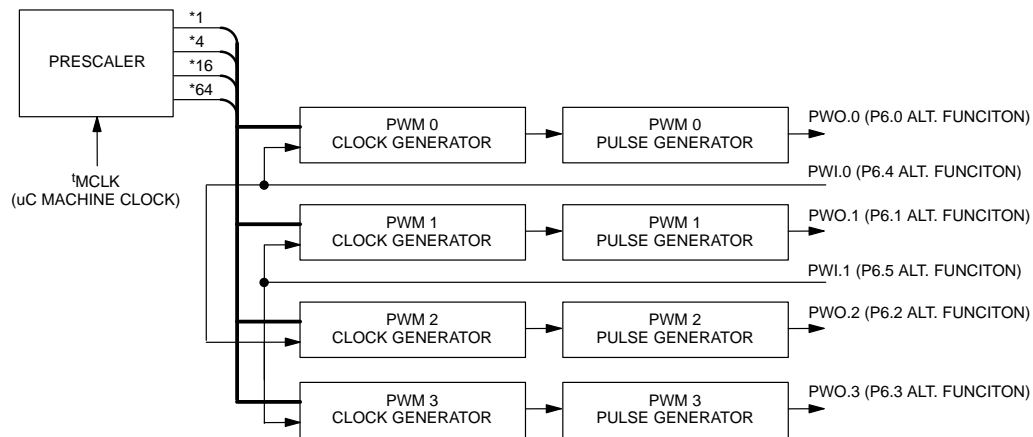 *1
*4
*16
*64
PRESCALER
tMCLK
(uC MACHINE CLOCK)
PWM 0
CLOCK GENERATOR
PWM 0
PULSE GENERATOR
PWO.0 (P6.0 ALT. FUNCITON)
PWI.0 (P6.4 ALT. FUNCITON)
PWM 1
CLOCK GENERATOR
PWM 1
PULSE GENERATOR
PWO.1 (P6.1 ALT. FUNCITON)
PWI.1 (P6.5 ALT. FUNCITON)
PWM 2
CLOCK GENERATOR
PWM 2
PULSE GENERATOR
PWO.2 (P6.2 ALT. FUNCITON)
PWM 3
CLOCK GENERATOR
PWM 3
PULSE GENERATOR
PWO.3 (P6.3 ALT. FUNCITON)